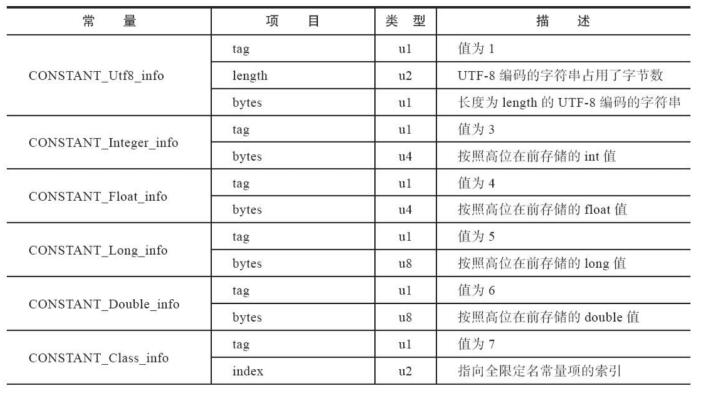 常 量 项 目 类 型 描 述
CONSTANT_Utf8_info tag u1 值为 1
length u2 UTF-8 编码的字符串占用了字节数
bytes u1 长度为 length 的 UTF-8 编码的字符串
CONSTANT_Integer_info tag u1 值为 3
bytes u4 按照高位在前存储的 int 值
CONSTANT_Float_info tag u1 值为 4
bytes u4 按照高位在前存储的 float 值
CONSTANT_Long_info tag u1 值为 5
bytes u8 按照高位在前存储的 long 值
CONSTANT_Double_info tag u1 值为 6
bytes u8 按照高位在前存储的 double 值
CONSTANT_Class_info tag u1 值为 7
index u2 指向全限定名常量项的索引